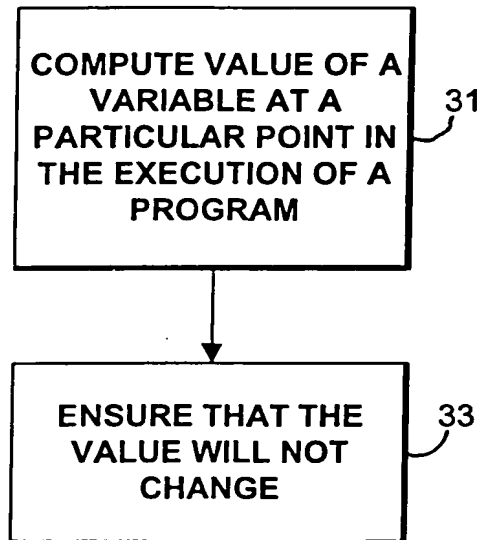 COMPUTE VALUE OF A
VARIABLE AT A
PARTICULAR POINT IN
THE EXECUTION OF A
PROGRAM
31
ENSURE THAT THE
VALUE WILL NOT
CHANGE
33